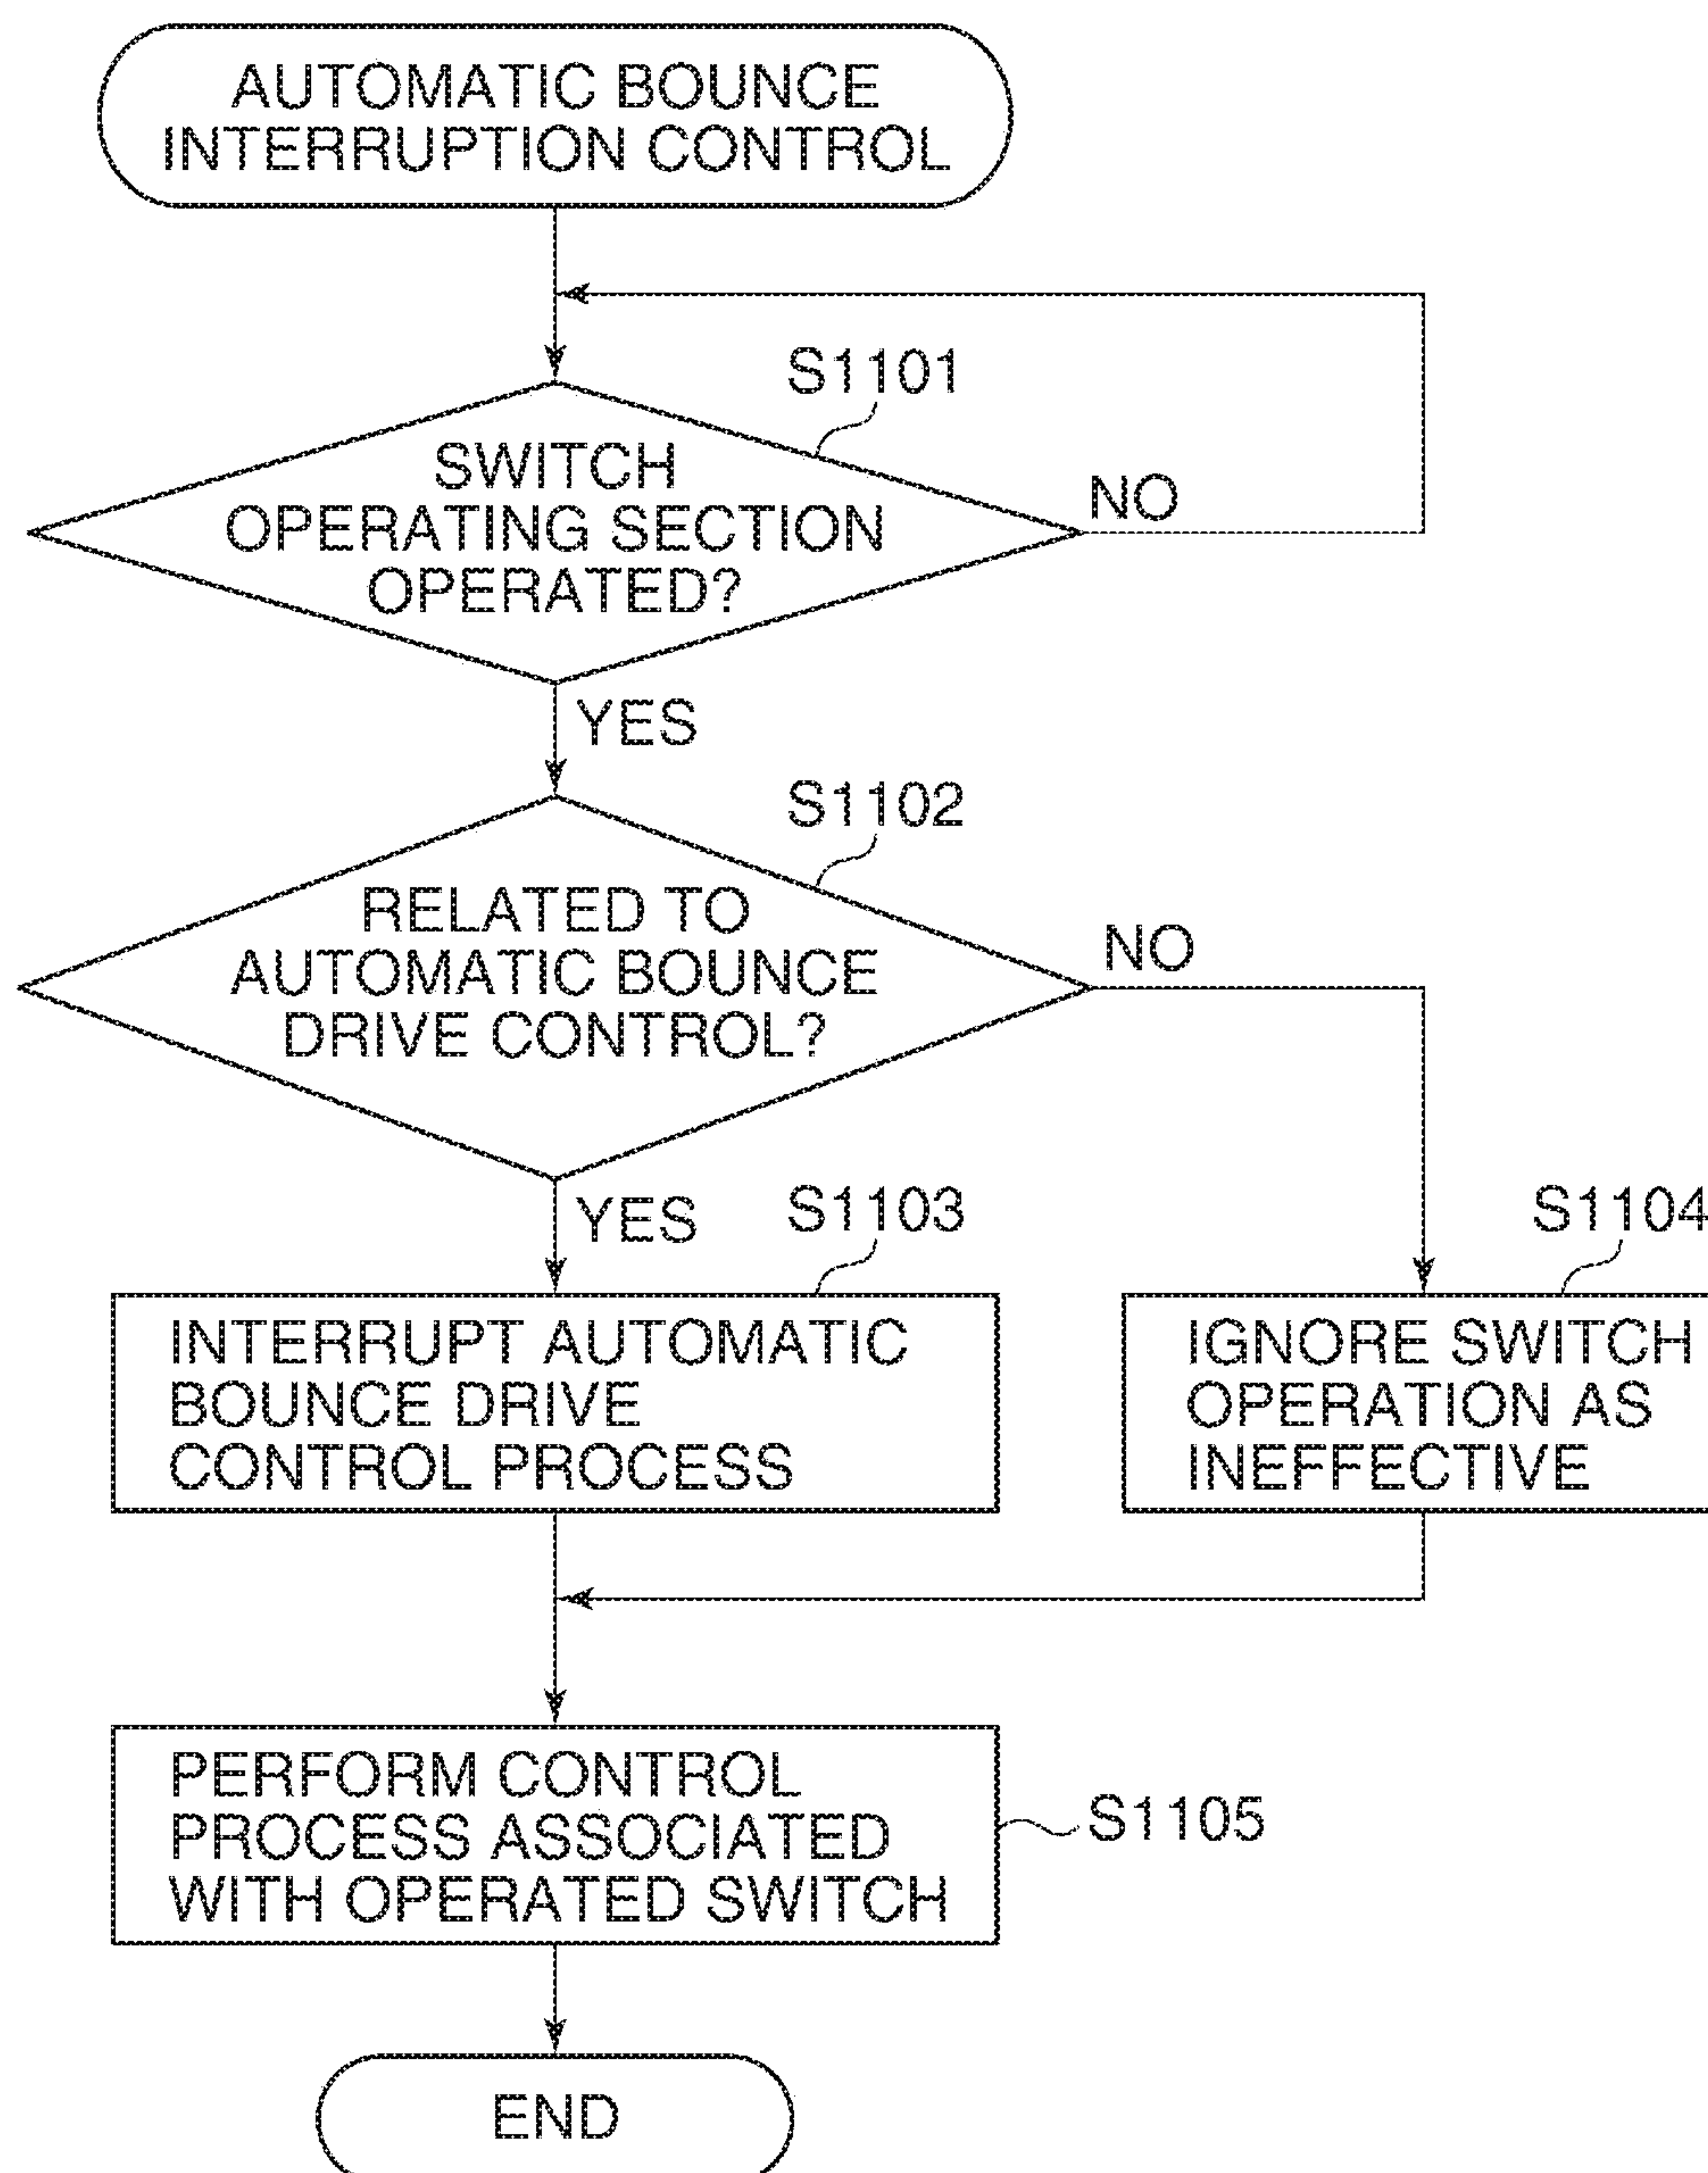 AUTOMATIC BOUNCE
INTERRUPTION CONTROL
S1101
SWITCH
OPERATING SECTION
OPERATED?
NO
YES
S1102
RELATED TO
AUTOMATIC BOUNCE
DRIVE CONTROL?
NO
YES
S1103
S1104
INTERRUPT AUTOMATIC
BOUNCE DRIVE
CONTROL PROCESS
IGNORE SWITCH
OPERATION AS
INEFFECTIVE
PERFORM CONTROL
PROCESS ASSOCIATED
WITH OPERATED SWITCH
S1105
END